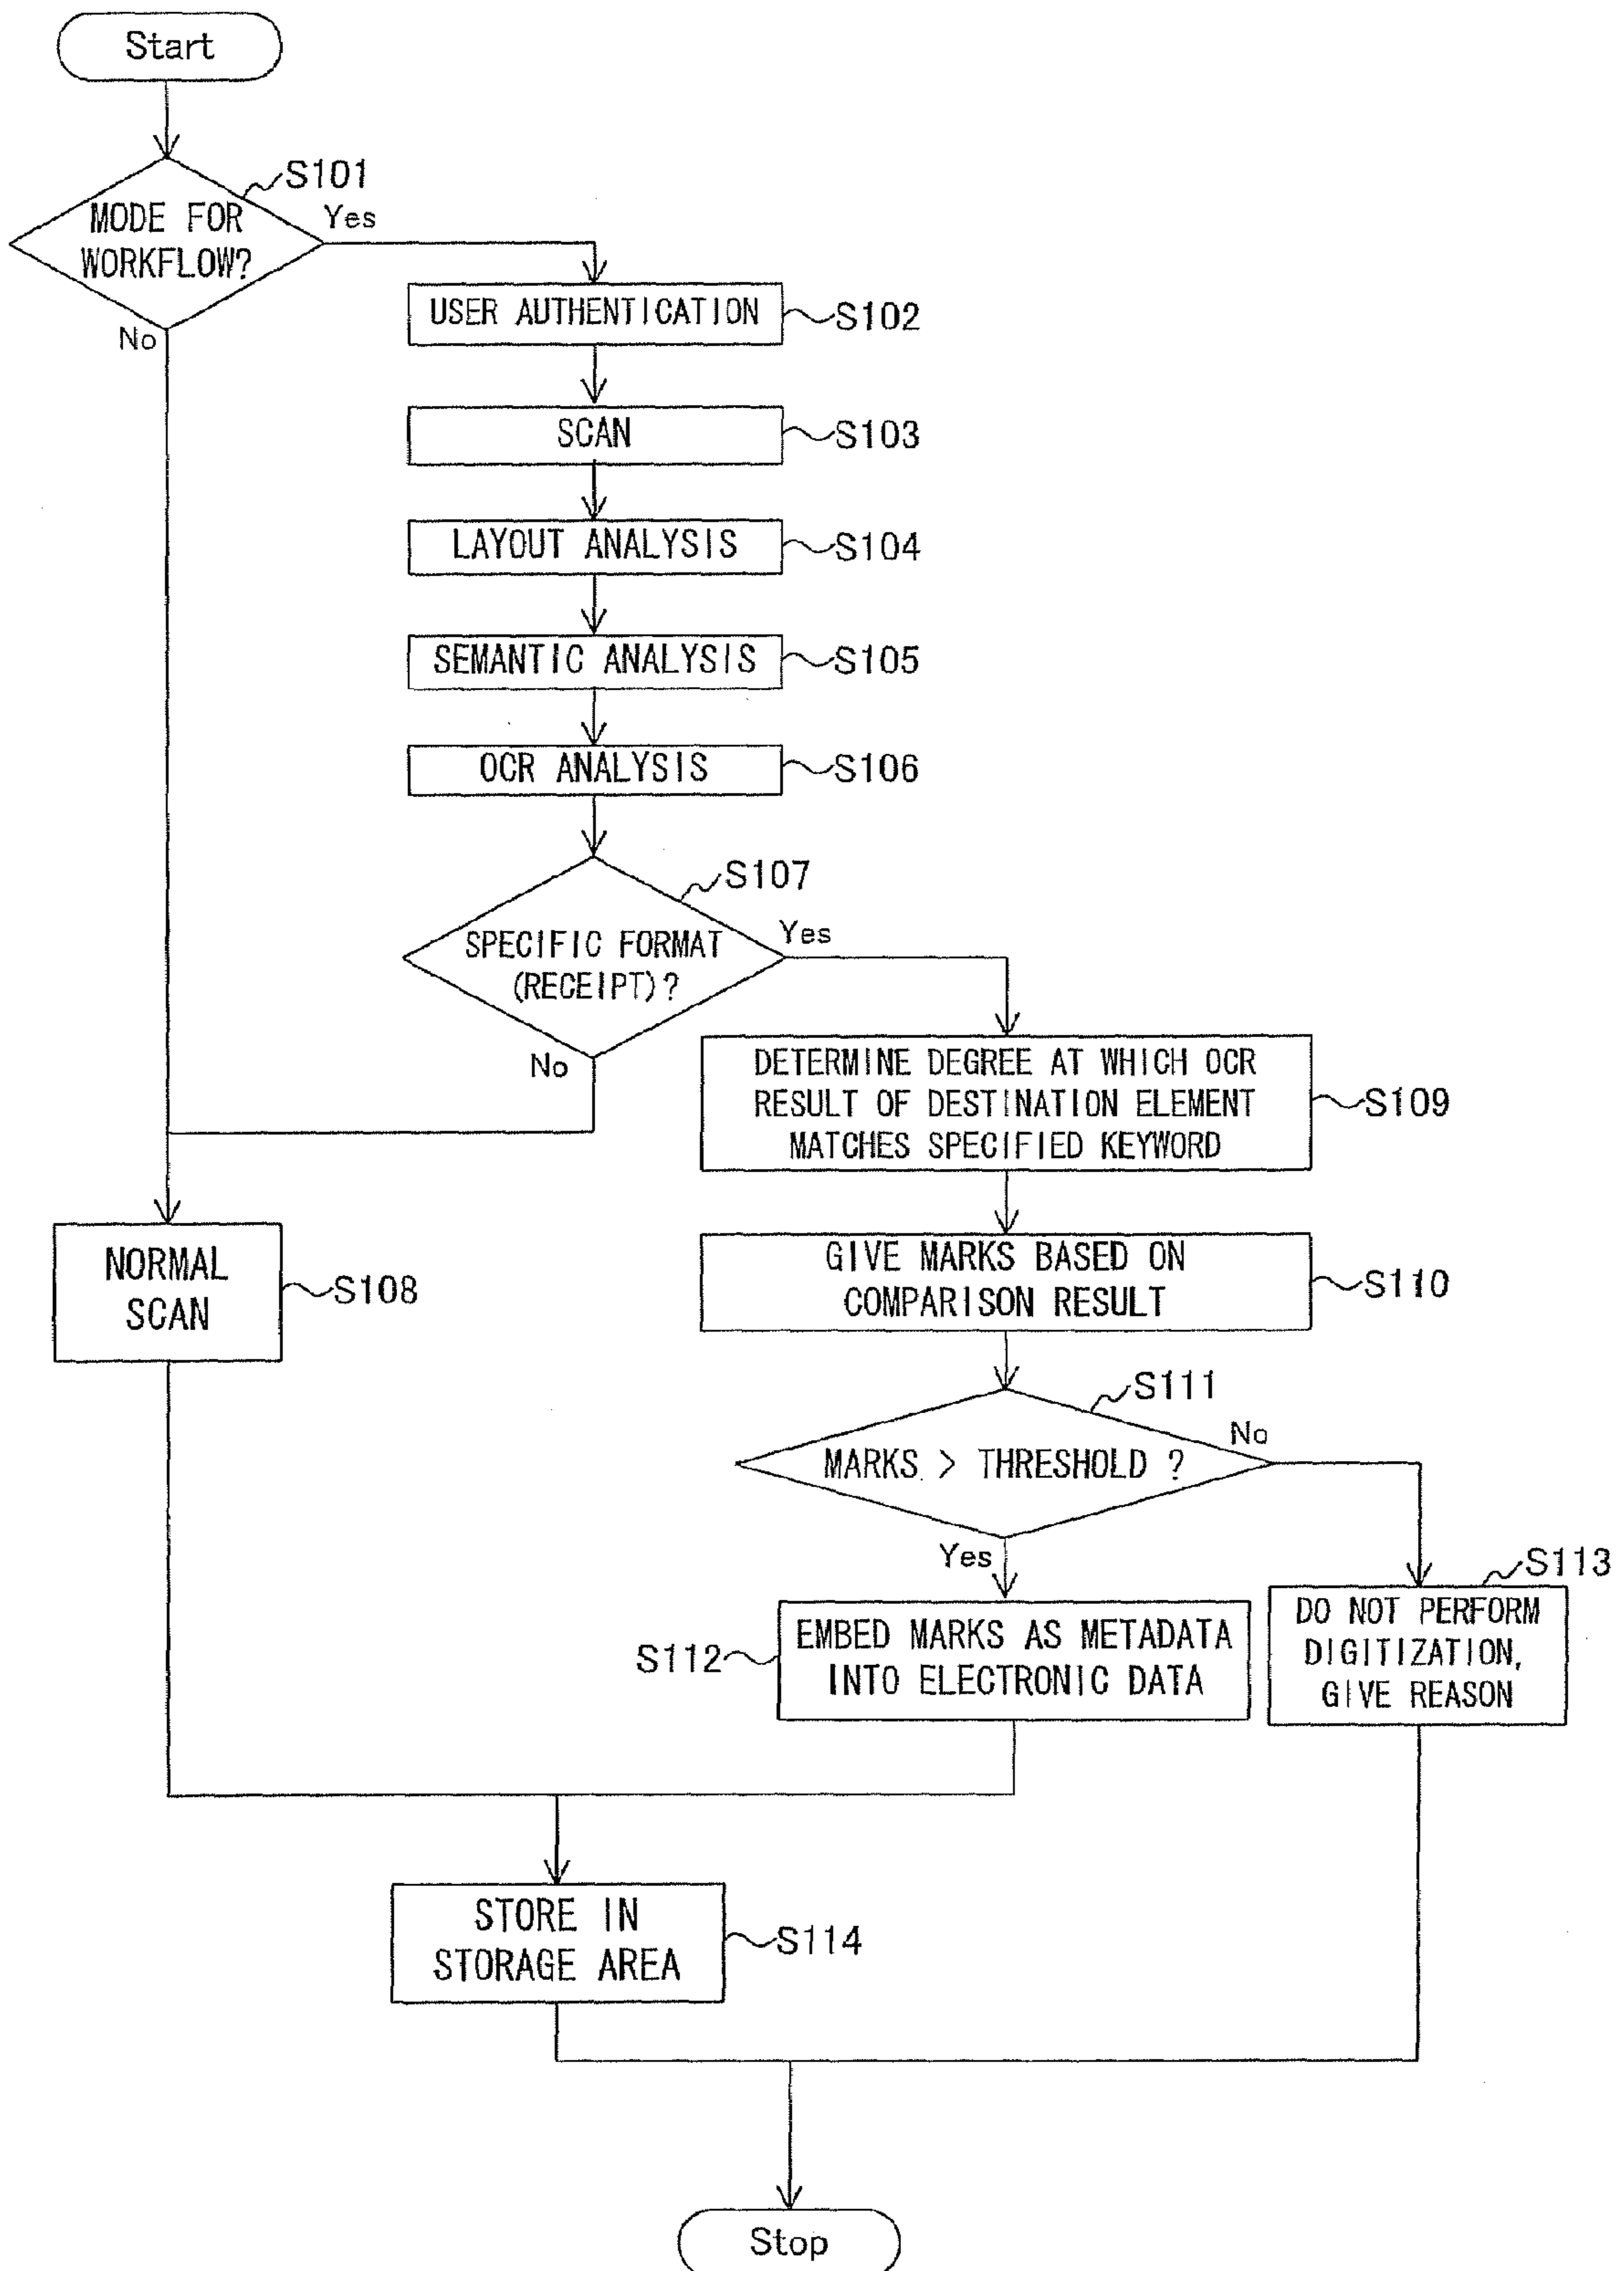 Start
S101
MODE FOR
WORKFLOW?
Yes
No
USER AUTHENTICATION
S102
SCAN
S103
LAYOUT ANALYSIS
S104
SEMANTIC ANALYSIS
S105
OCR ANALYSIS
S106
S107
SPECIFIC FORMAT
(RECEIPT)?
Yes
No
DETERMINE DEGREE AT WHICH OCR
RESULT OF DESTINATION ELEMENT
MATCHES SPECIFIED KEYWORD
S109
NORMAL
SCAN
S108
GIVE MARKS BASED ON
COMPARISON RESULT
S110
S111
MARKS > THRESHOLD ?
No
Yes
S112
EMBED MARKS AS METADATA
INTO ELECTRONIC DATA
S113
DO NOT PERFORM
DIGITIZATION,
GIVE REASON
STORE IN
STORAGE AREA
S114
Stop